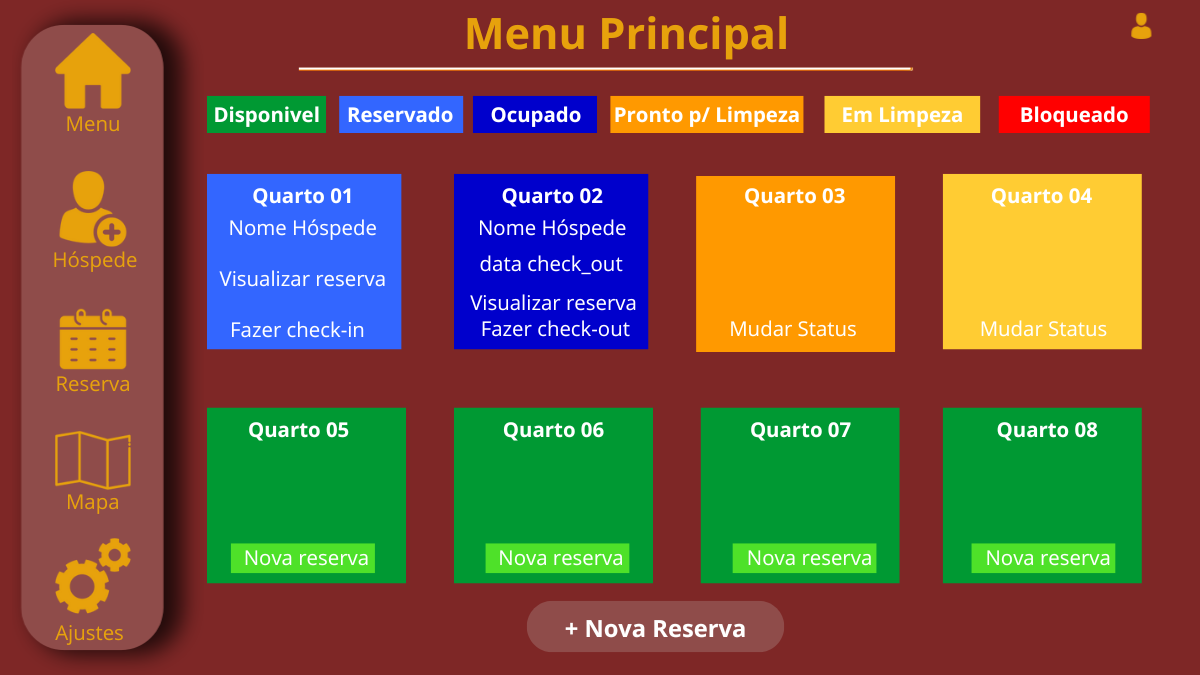 Menu Principal
Menu
Hóspede
Reserva
Mapa
Ajustes
Disponivel
Reservado
Ocupado
Pronto p/ Limpeza
Em Limpeza
Bloqueado
Quarto 01
Nome Hóspede
Visualizar reserva
Fazer check-in
Quarto 02
Nome Hóspede
data check_out
Visualizar reserva
Fazer check-out
Quarto 03
Mudar Status
Quarto 04
Mudar Status
Quarto 05
Nova reserva
Quarto 06
Nova reserva
Quarto 07
Nova reserva
Quarto 08
Nova reserva
+ Nova Reserva